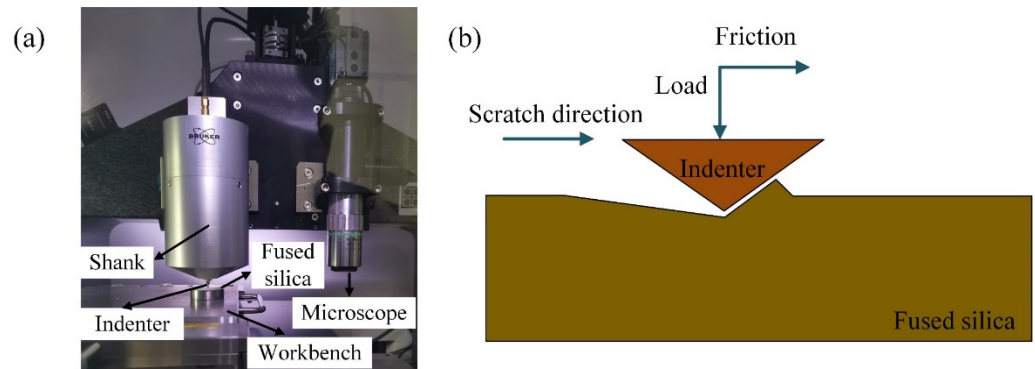 (a)
BRUKER
Shank
Fused
silica
Indenter
Microscope
Workbench
(b)
Friction
Load
Scratch direction
Indenter
Fused silica